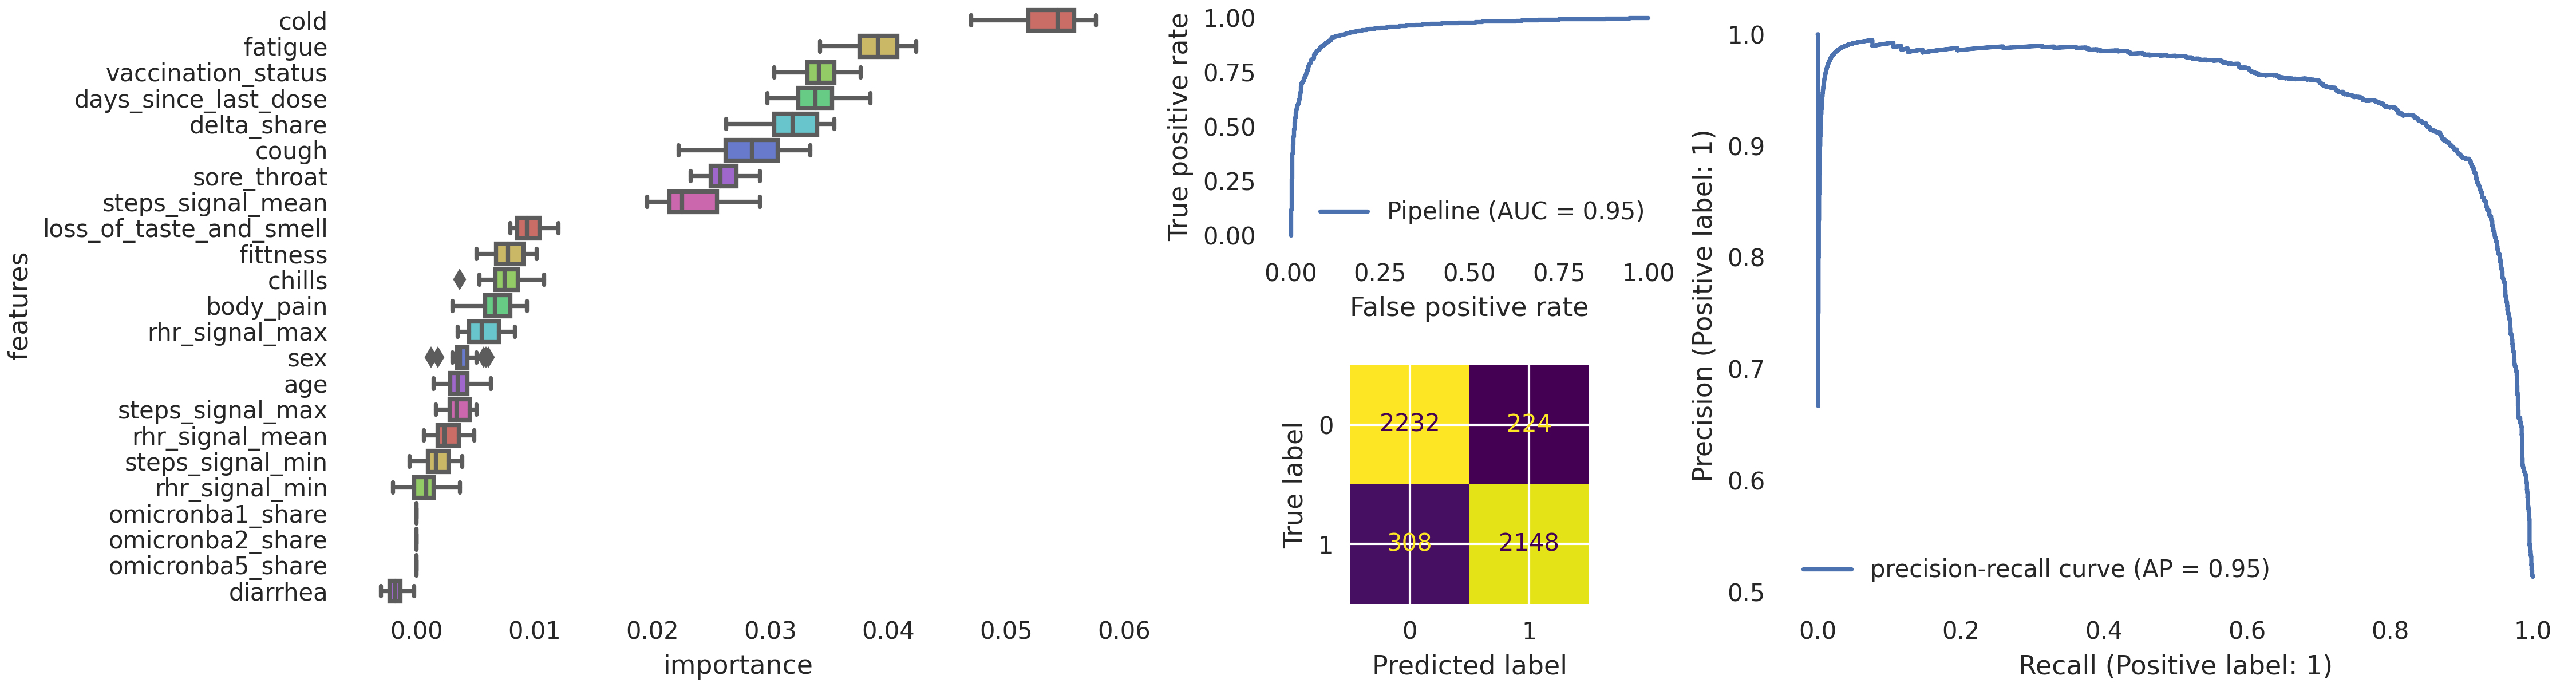 features
cold
fatigue
vaccination_status
days_since_last_dose
delta_share
cough
sore_throat
steps_signal_mean
loss_of_taste_and_smell
fittness
chills
body_pain
rhr_signal_max
sex
age
steps_signal_max
rhr_signal_mean
steps_signal_min
rhr_signal_min
omicronba1_share
omicronba2_share
omicronba5_share
diarrhea
0.00 0.01 0.02 0.03 0.04 0.05 0.06
importance
True positive rate
1.00
0.75
0.50
0.25
0.00
Pipeline (AUC = 0.95)
0.00 0.25 0.50 0.75 1.00
False positive rate
True label
0
1
2232 224
308 2148
0 1
Predicted label
Precision (Positive label: 1)
1.0
0.9
0.8
0.7
0.6
0.5
precision-recall curve (AP = 0.95)
0.0 0.2 0.4 0.6 0.8 1.0
Recall (Positive label: 1)